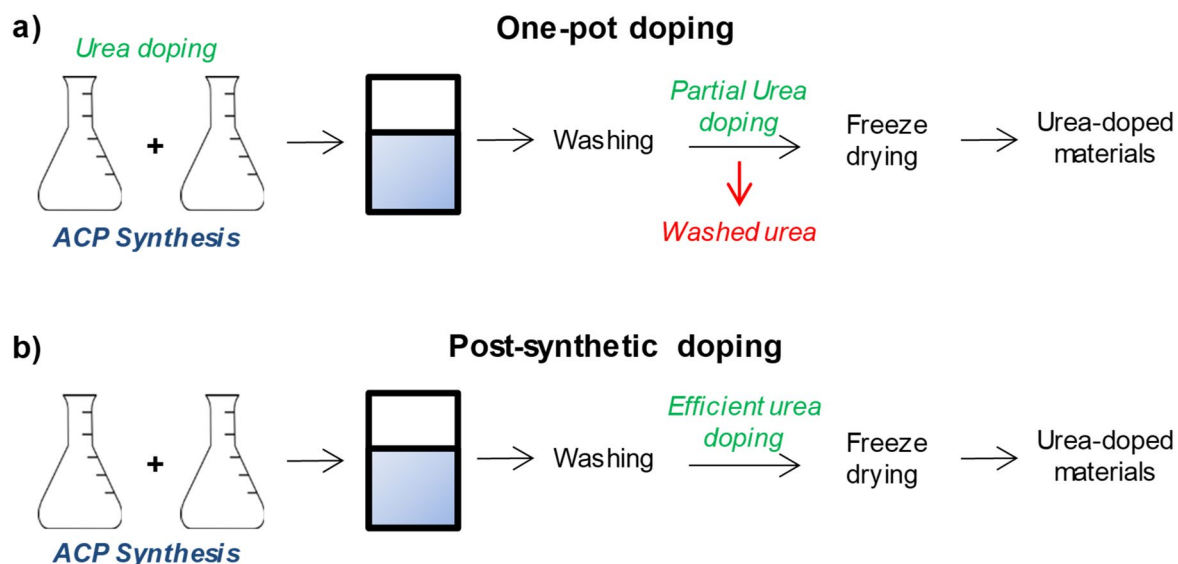 a)
One-pot doping
Urea doping
+
ACP Synthesis
Washing
Partial Urea
doping
Washed urea
Freeze
drying
Urea-doped
materials
b)
Post-synthetic doping
+
ACP Synthesis
Washing
Efficient urea
doping
Freeze
drying
Urea-doped
materials